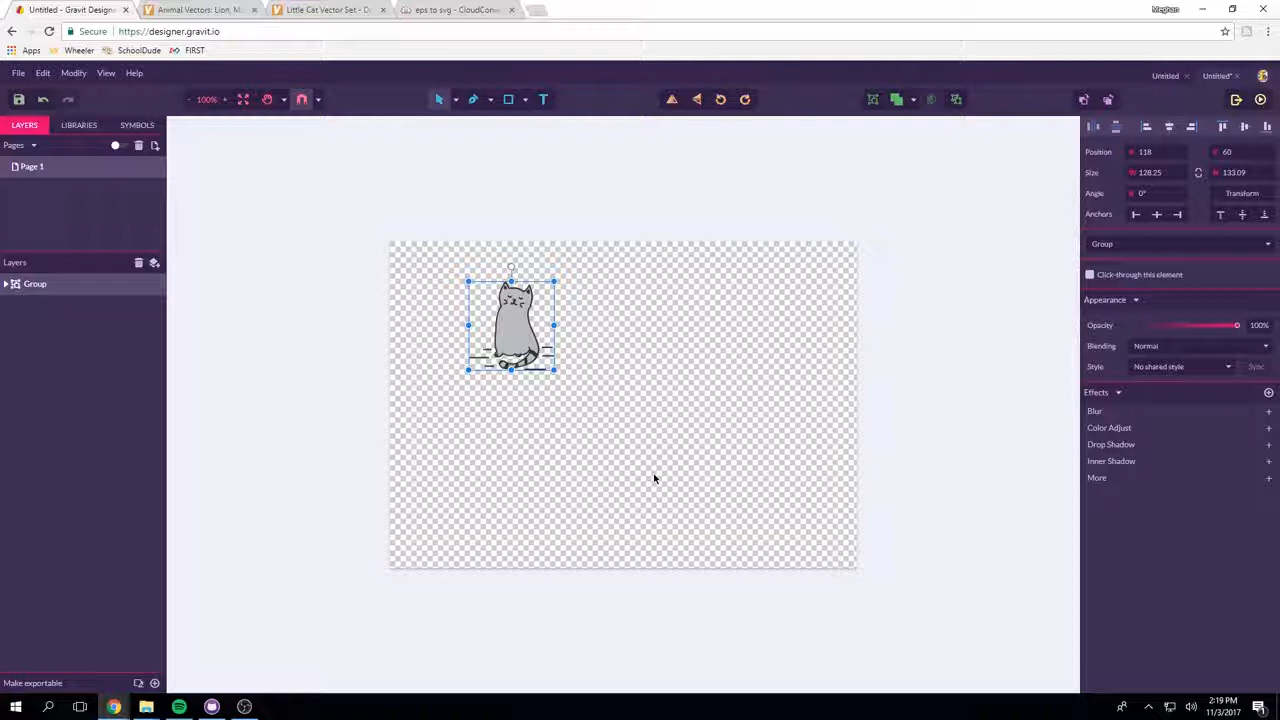 Untitled - Gravit Designe
Animal Vectors: Lion, M
Little Cat Vector Set - D
eps to svg - CloudConv
Meghan
Secure
https://designer.gravit.io
Apps
Wheeler
SchoolDude
FIRST
File
Edit
Modify
View
Help
Untitled
Untitled*
- 100% +
LAYERS
LIBRARIES
SYMBOLS
Pages
Page 1
Layers
Group
Make exportable
Position
118
60
Size
W 128.25
133.09
Angle
0°
Transform
Anchors
Group
Click-through this element
Appearance
Opacity
100%
Blending
Normal
Style
No shared style
Sync
Effects
Blur
+
Color Adjust
+
Drop Shadow
+
Inner Shadow
+
More
+
2:19 PM
11/3/2017